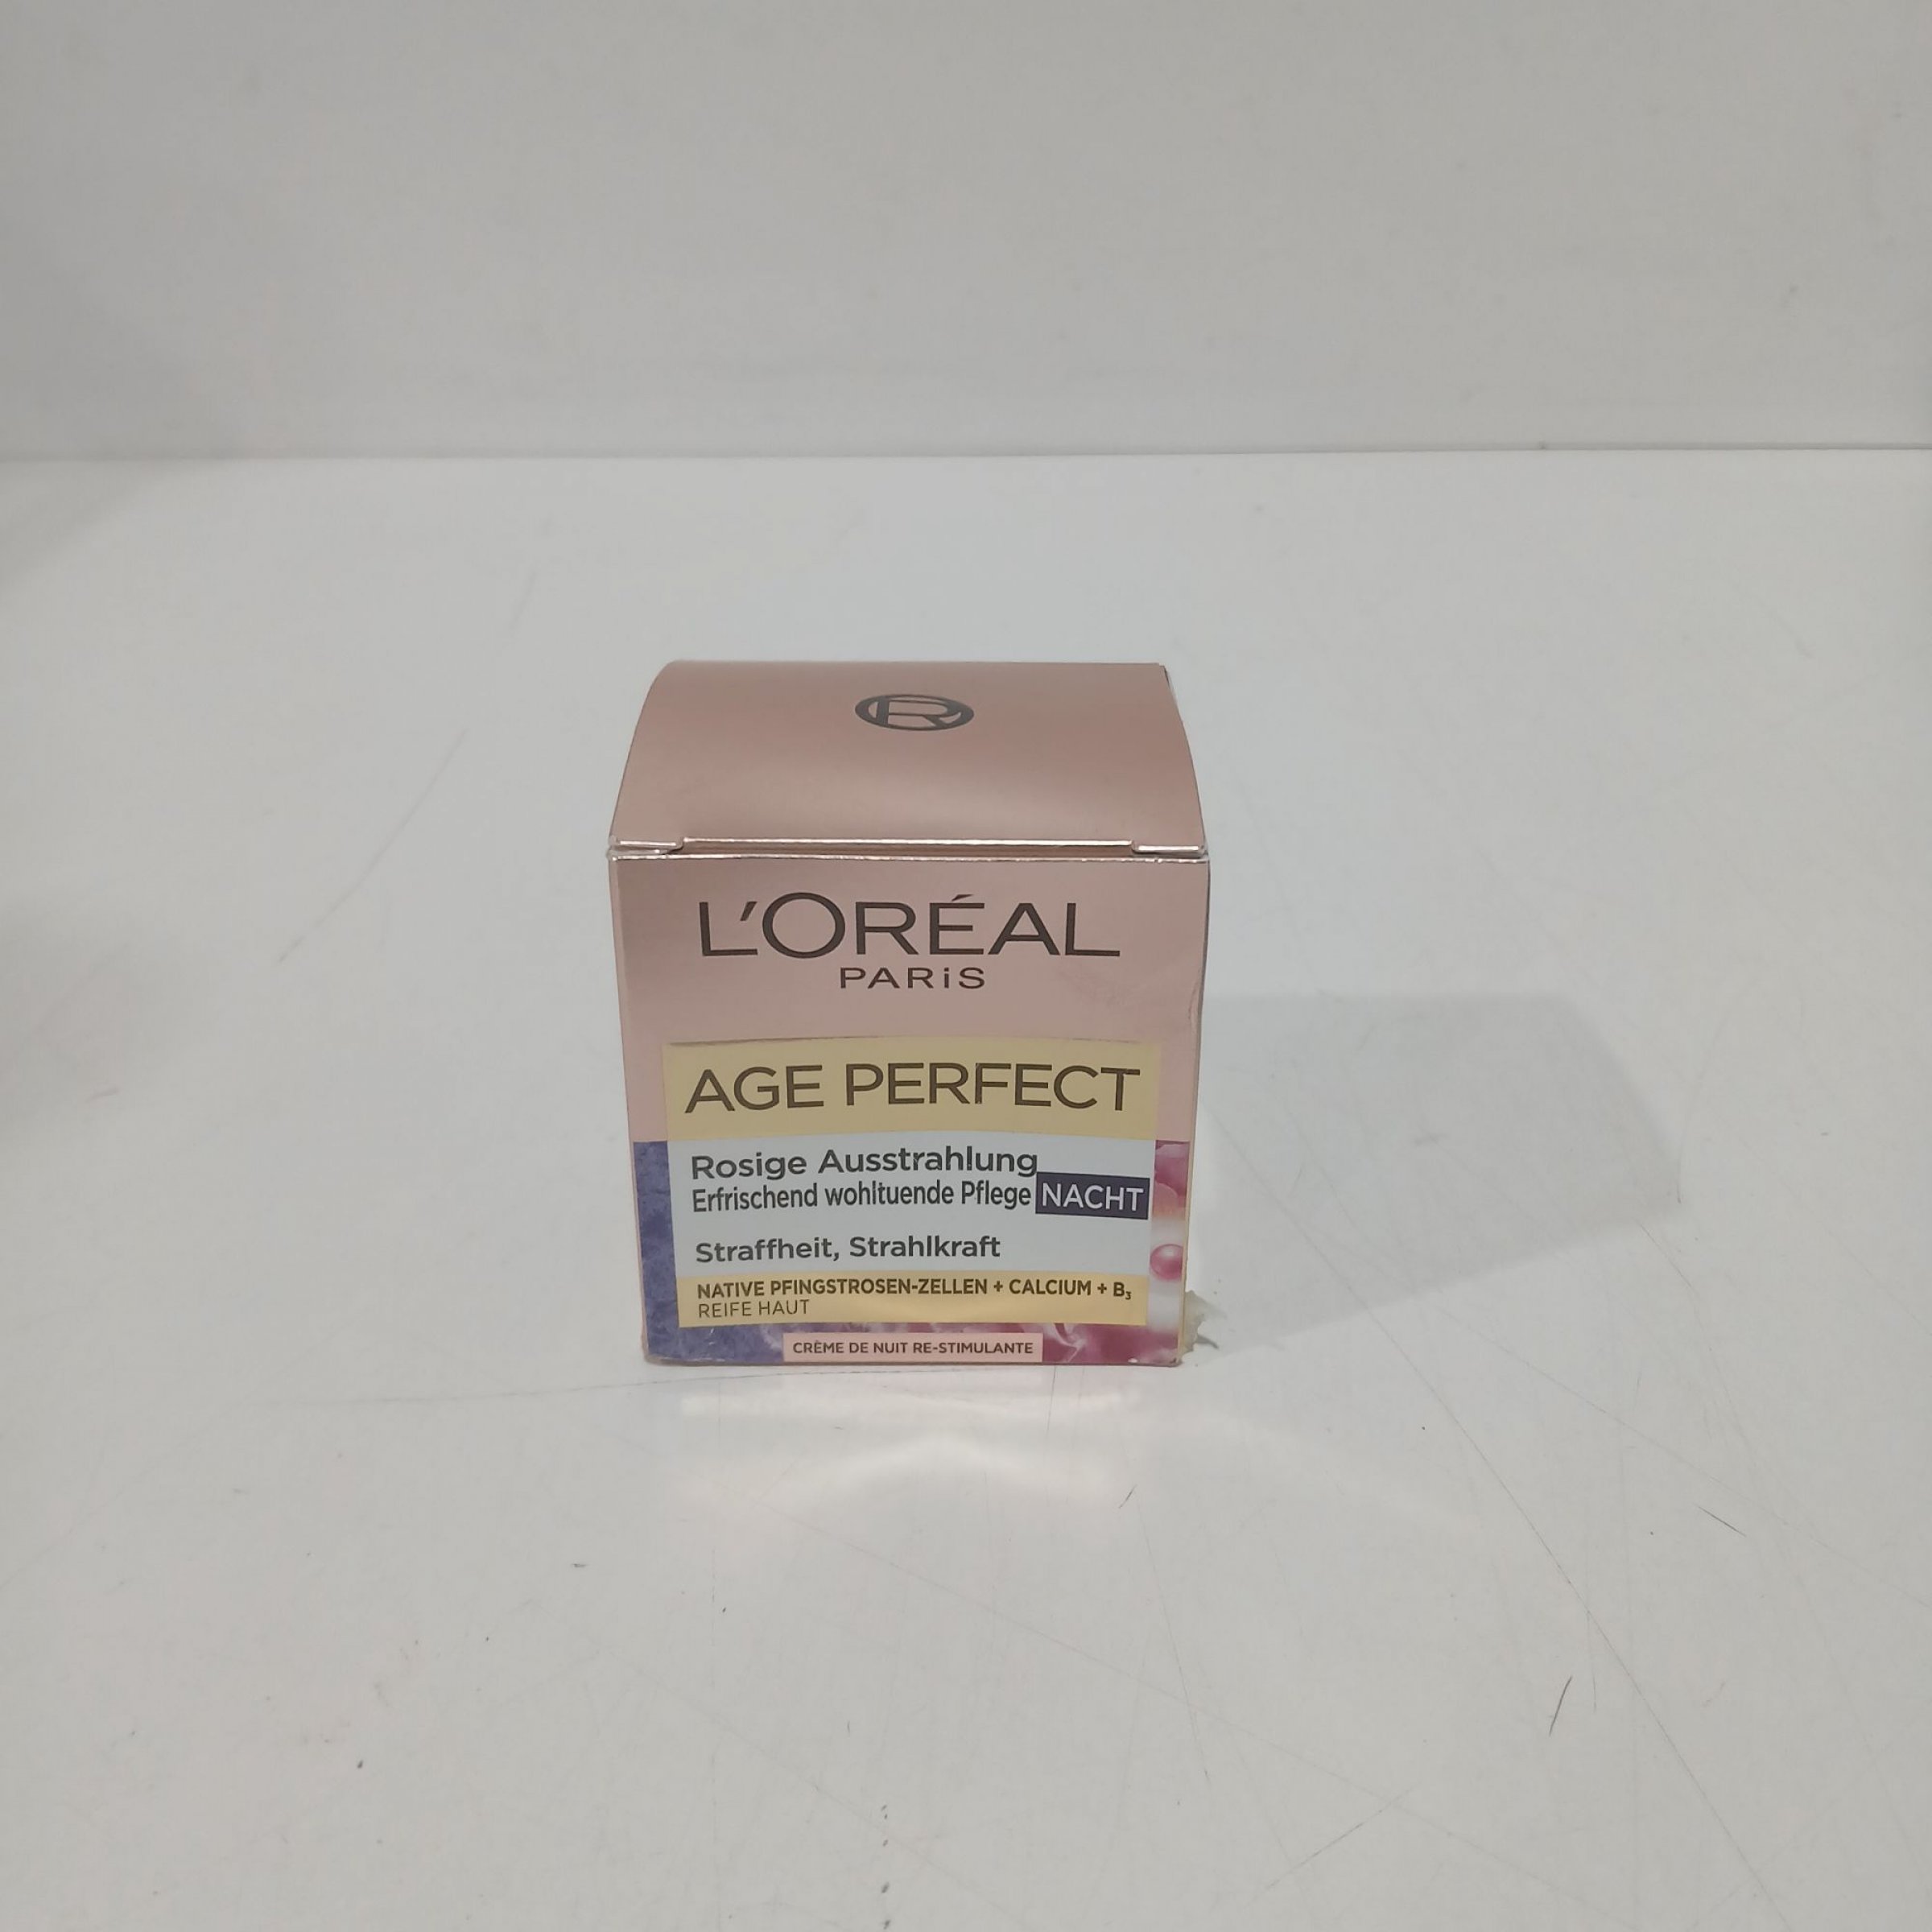 L'ORÉAL
PARiS
AGE PERFECT
Rosige Ausstrahlung
Erfrischend wohltuende Pflege NACHT
Straffheit, Strahlkraft
NATIVE PFINGSTROSEN-ZELLEN + CALCIUM + B₃
REIFE HAUT
CRÈME DE NUIT RE-STIMULANTE